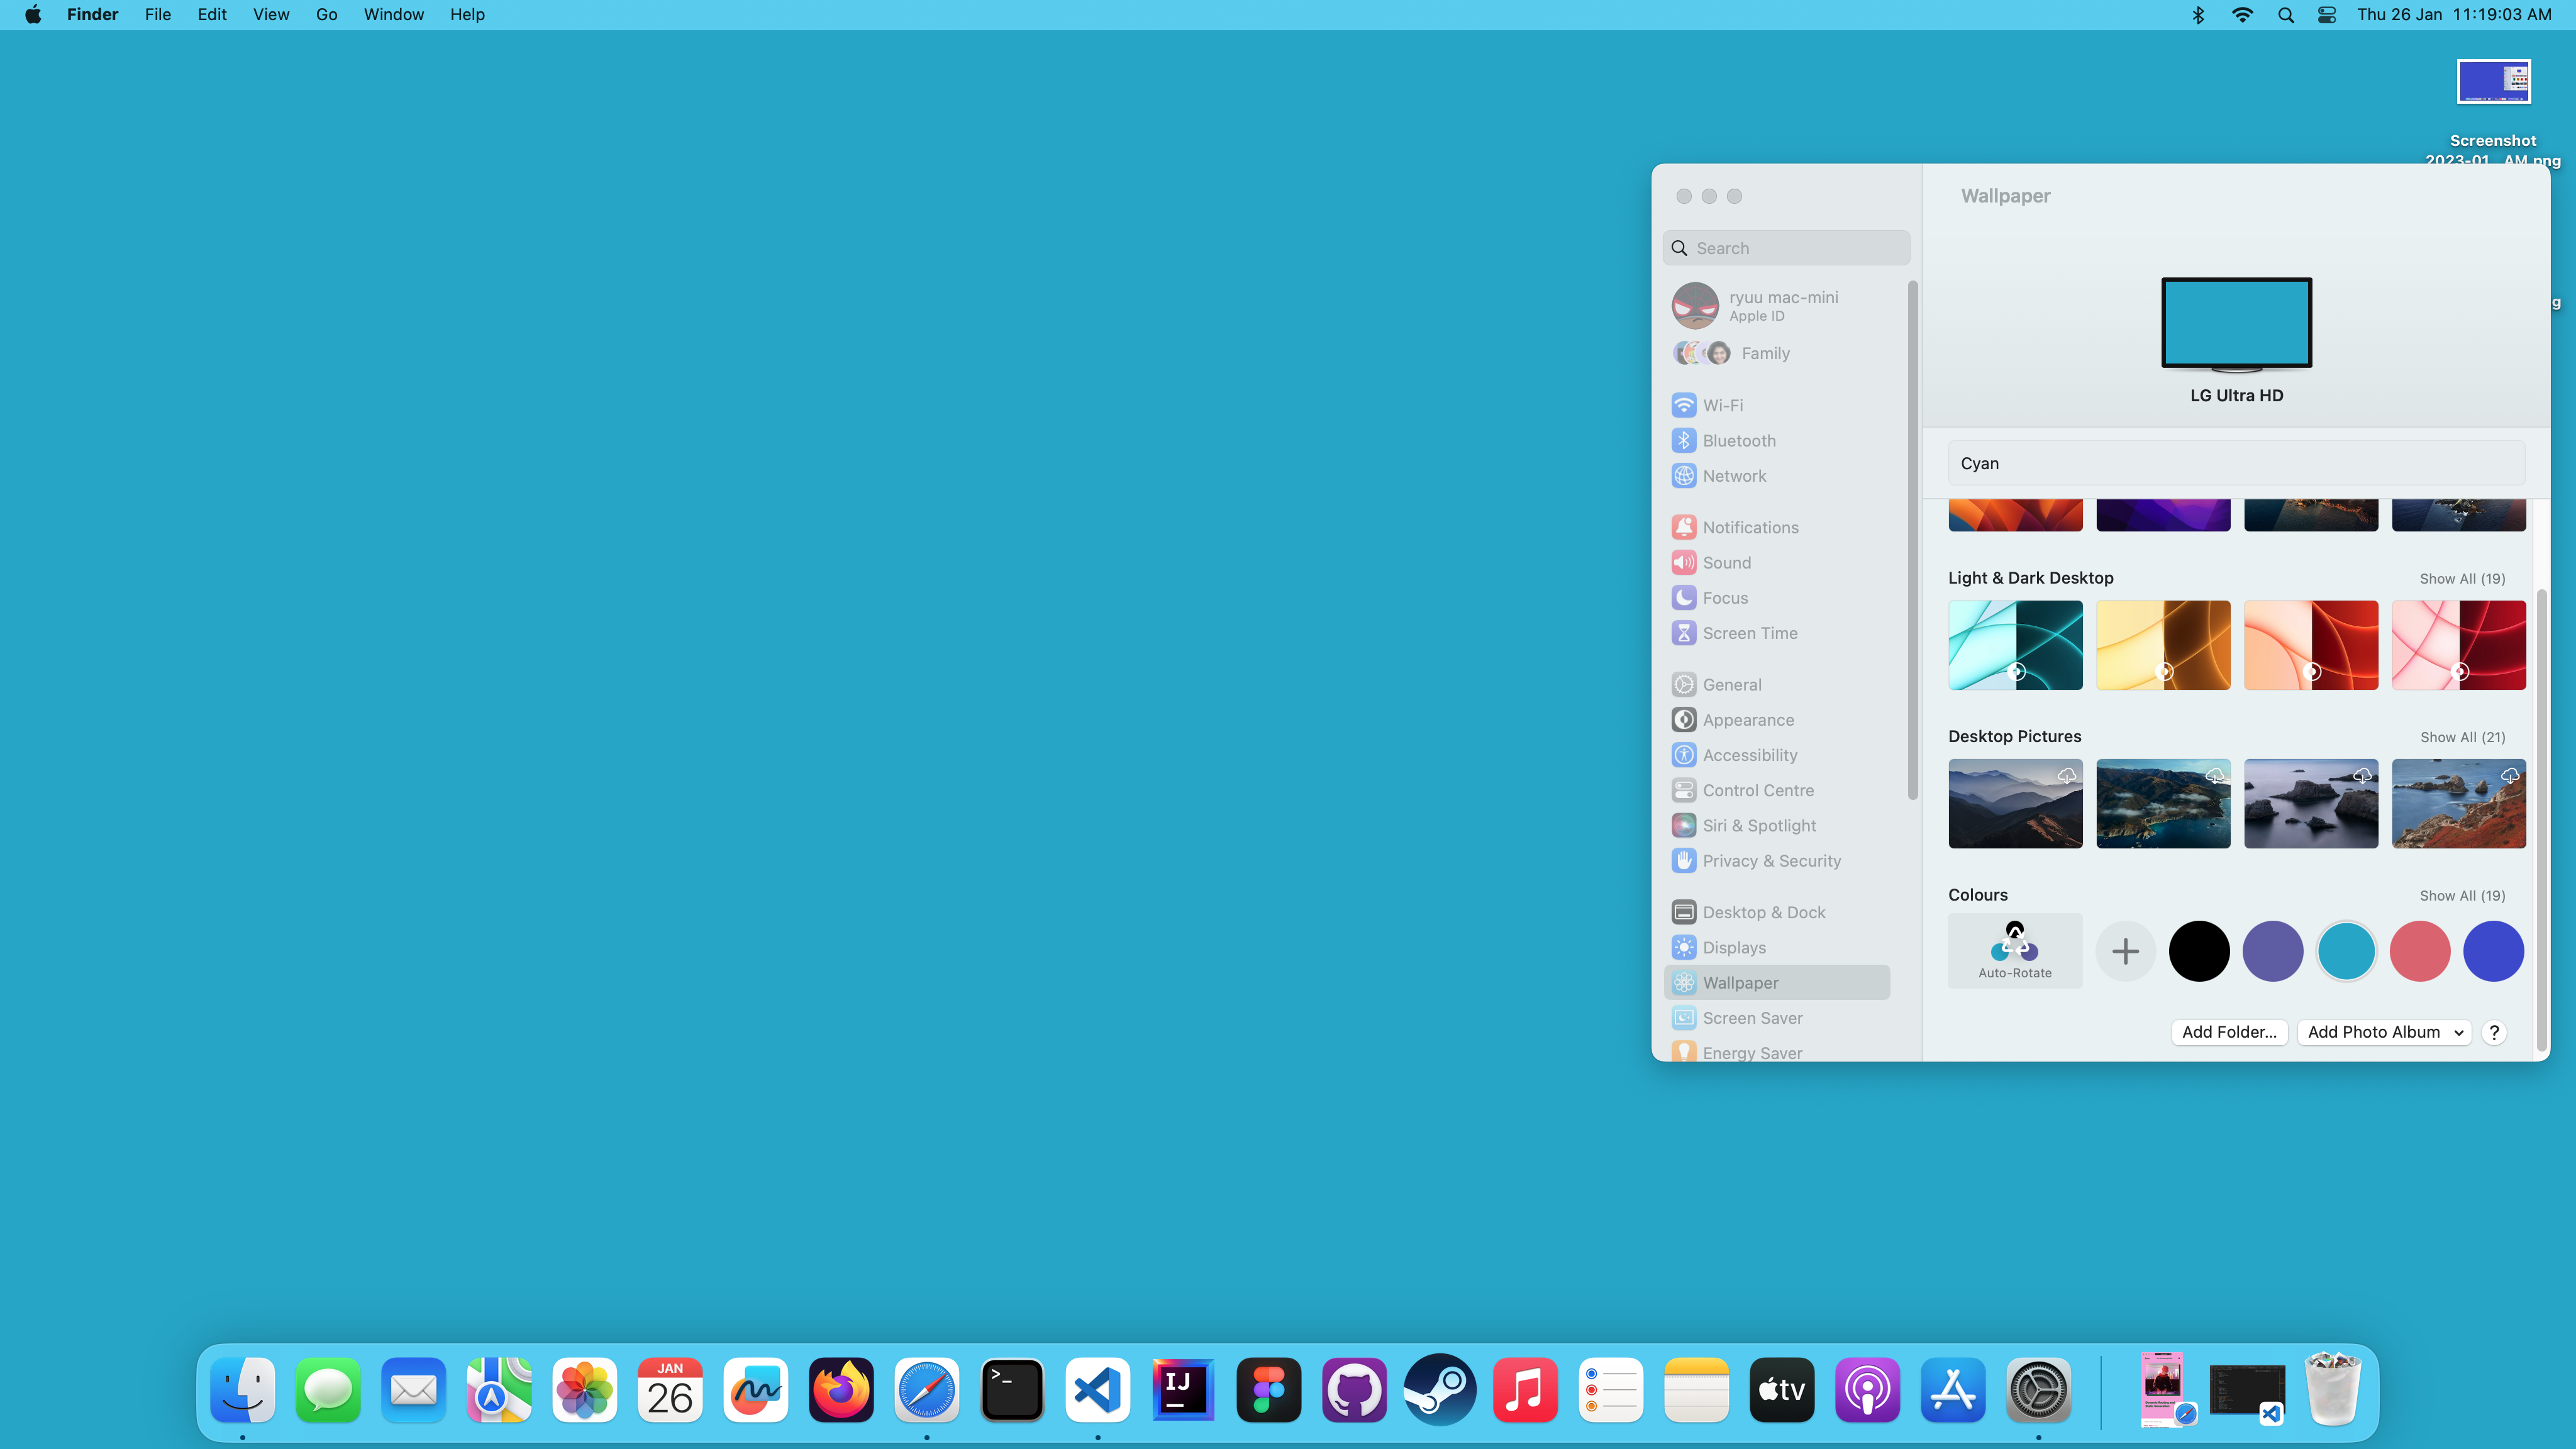 Finder File Edit View Go Window Help
Thu 26 Jan 11:19:03 AM
Screenshot
2023-01...AM.png
Wallpaper
Search
ryuu mac-mini
Apple ID
Family
Wi-Fi
Bluetooth
Network
Notifications
Sound
Focus
Screen Time
General
Appearance
Accessibility
Control Centre
Siri & Spotlight
Privacy & Security
Desktop & Dock
Displays
Wallpaper
Screen Saver
Energy Saver
LG Ultra HD
Cyan
Light & Dark Desktop
Show All (19)
Desktop Pictures
Show All (21)
Colours
Show All (19)
Auto-Rotate
Add Folder...
Add Photo Album
?
g
JAN
26
>_
IJ
tv